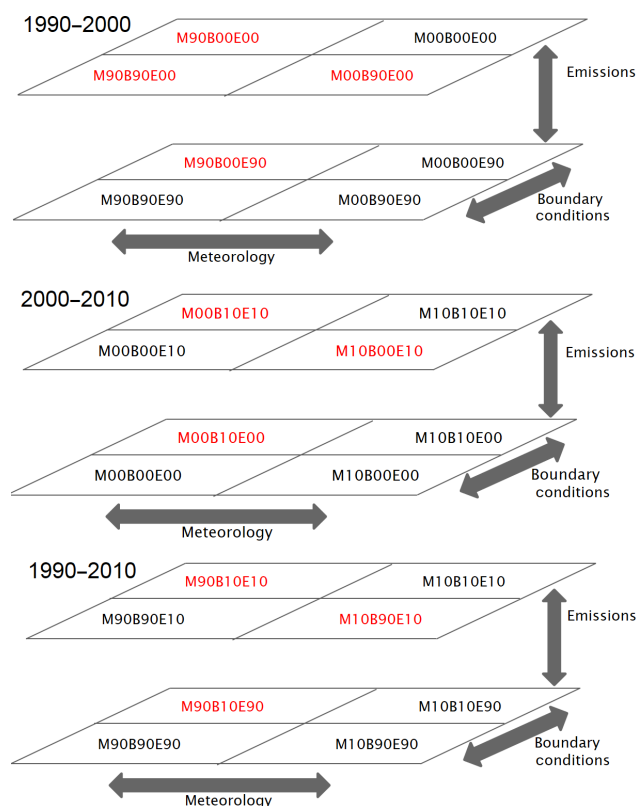 1990–2000
M90B00E00 M00B00E00
M90B90E00 M00B90E00
Emissions
M90B00E90 M00B00E90
M90B90E90 M00B90E90
Boundary
conditions
Meteorology
2000–2010
M00B10E10 M10B10E10
M00B00E10 M10B00E10
Emissions
M00B10E00 M10B10E00
M00B00E00 M10B00E00
Boundary
conditions
Meteorology
1990–2010
M90B10E10 M10B10E10
M90B90E10 M10B90E10
Emissions
M90B10E90 M10B10E90
M90B90E90 M10B90E90
Boundary
conditions
Meteorology